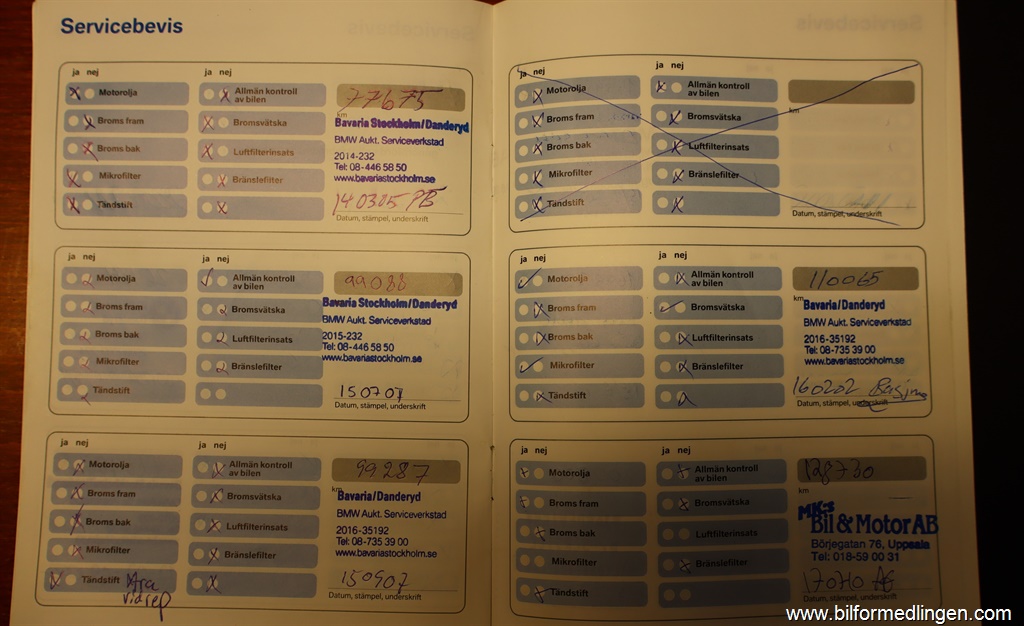 Servicebevis
ja nej
ja nej
Motorolja
Allmän kontroll
av bilen
77675
km
Broms fram
Bromsvätska
Bavaria Stockholm/Danderyd
BMW Aukt. Serviceverkstad
Broms bak
Luftfilterinsats
2014-232
Tel: 08-446 58 50
www.bavariastockholm.se
Mikrofilter
Bränslefilter
Tändstift
140305 PB
Datum, stämpel, underskrift
ja nej
ja nej
Motorolja
Allmän kontroll
av bilen
99088
Broms fram
Bromsvätska
Bavaria Stockholm/Danderyd
BMW Aukt. Serviceverkstad
Broms bak
Luftfilterinsats
2015-232
Tel: 08-446 58 50
www.bavariastockholm.se
Mikrofilter
Bränslefilter
Tändstift
150701
Datum, stämpel, underskrift
ja nej
ja nej
Motorolja
Allmän kontroll
av bilen
99287
km
Broms fram
Bromsvätska
Bavaria/Danderyd
BMW Aukt. Serviceverkstad
Broms bak
Luftfilterinsats
2016-35192
Tel: 08-735 39 00
www.bavariastockholm.se
Mikrofilter
Bränslefilter
Tändstift
150907
Datum, stämpel, underskrift
ja nej
ja nej
Motorolja
Allmän kontroll
av bilen
km
Broms fram
Bromsvätska
Broms bak
Luftfilterinsats
Mikrofilter
Bränslefilter
Tändstift
Datum, stämpel, underskrift
ja nej
ja nej
Motorolja
Allmän kontroll
av bilen
110065
km
Broms fram
Bromsvätska
Bavaria/Danderyd
BMW Aukt. Serviceverkstad
Broms bak
Luftfilterinsats
2016-35192
Tel: 08-735 39 00
www.bavariastockholm.se
Mikrofilter
Bränslefilter
Tändstift
160202
Datum, stämpel, underskrift
ja nej
ja nej
Motorolja
Allmän kontroll
av bilen
128730
km
Broms fram
Bromsvätska
MK:s
Bil & Motor AB
Broms bak
Luftfilterinsats
Börjegatan 76, Uppsala
Tel: 018-59 00 31
Mikrofilter
Bränslefilter
Tändstift
Datum, stämpel, underskrift
www.bilformedlingen.com